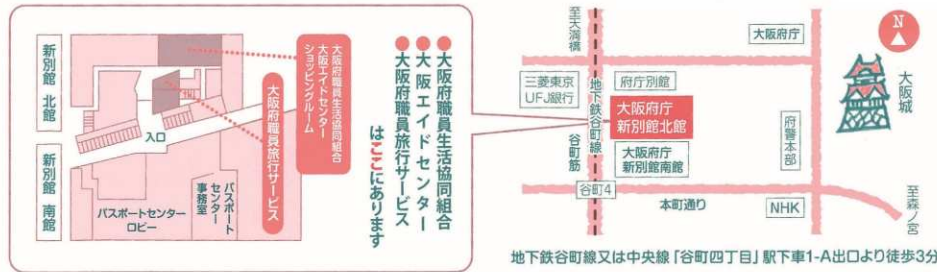 新別館 北館
新別館 南館
入口
大阪府職員生活協同組合
大阪エイドセンター
ショッピングルーム
大阪府職員旅行サービス
パスポートセンター
ロビー
パスポート
センター
事務室
●大阪府職員生活協同組合
●大阪エイドセンター
●大阪府職員旅行サービス
はここにあります
至天満橋
大阪府庁
N
三菱東京
UFJ銀行
地下鉄谷町線
谷町筋
府庁別館
大阪府庁
新別館北館
大阪府庁
新別館南館
府警本部
大阪城
谷町4
本町通り
NHK
至森ノ宮
地下鉄谷町線又は中央線「谷町四丁目」駅下車1-A出口より徒歩3分